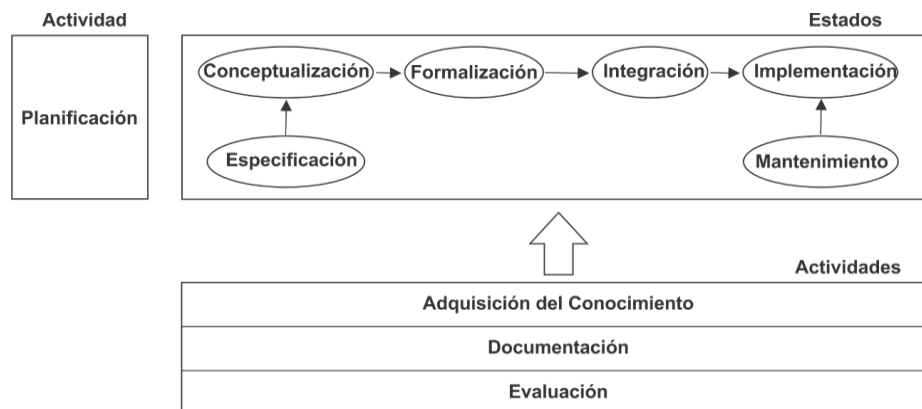 Actividad
Estados
Planificación
Conceptualización
Formalización
Integración
Implementación
Especificación
Mantenimiento
Actividades
Adquisición del Conocimiento
Documentación
Evaluación